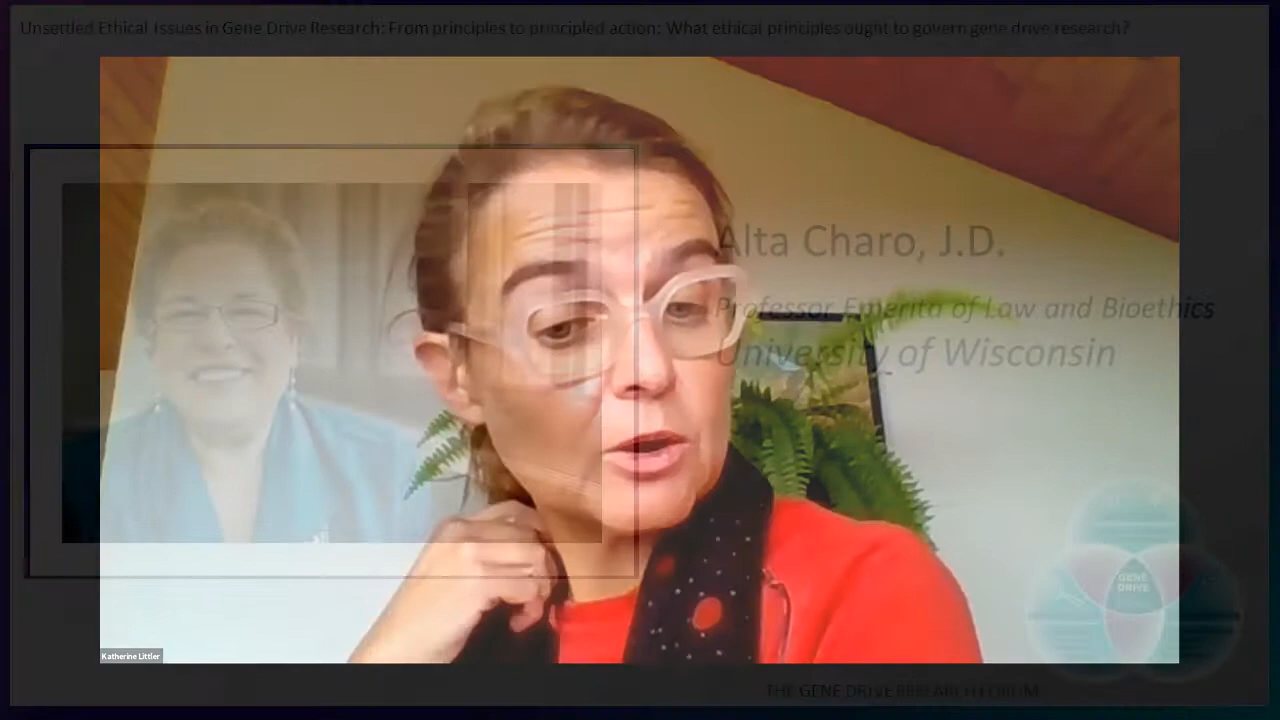 Unsettled Ethical Issues in Gene Drive Research: From principles to principled action: What ethical principles ought to govern gene drive research?
Alta Charo, J.D.
Professor Emerita of Law and Bioethics
University of Wisconsin
GENE
DRIVE
Katherine Littler
THE GENE DRIVE RESEARCH FORUM